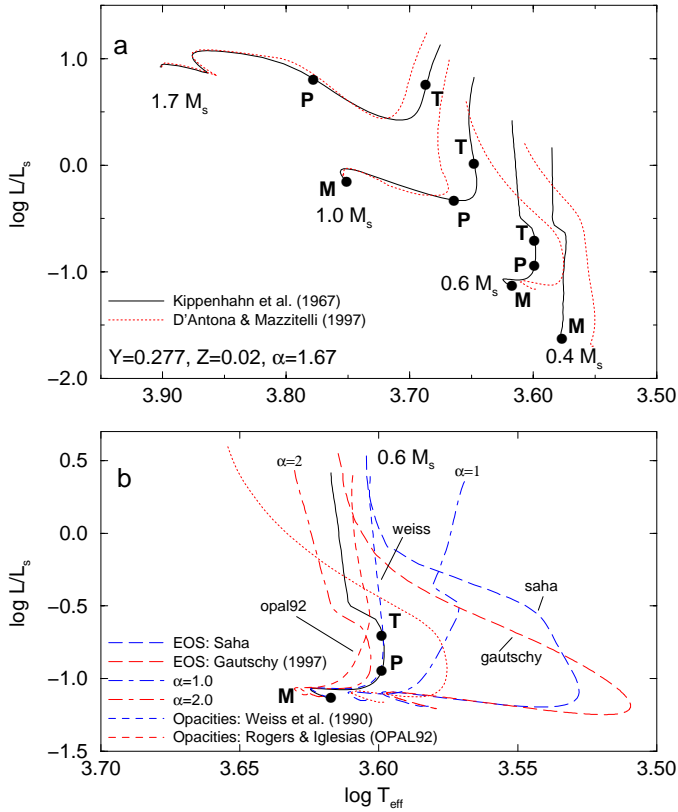 a
1.0
0.0
−1.0
−2.0
log L/Ls
1.7 Ms
P
T
M
1.0 Ms
T
P
T
P
0.6 Ms
M
M
0.4 Ms
Kippenhahn et al. (1967)
D'Antona & Mazzitelli (1997)
Y=0.277, Z=0.02, α=1.67
3.90
3.80
3.70
3.60
3.50
b
0.5
0.0
−0.5
−1.0
−1.5
log L/Ls
α=2
0.6 Ms
α=1
weiss
saha
opal92
T
gautschy
P
M
EOS: Saha
EOS: Gautschy (1997)
α=1.0
α=2.0
Opacities: Weiss et al. (1990)
Opacities: Rogers & Iglesias (OPAL92)
3.70
3.65
3.60
3.55
3.50
log Teff